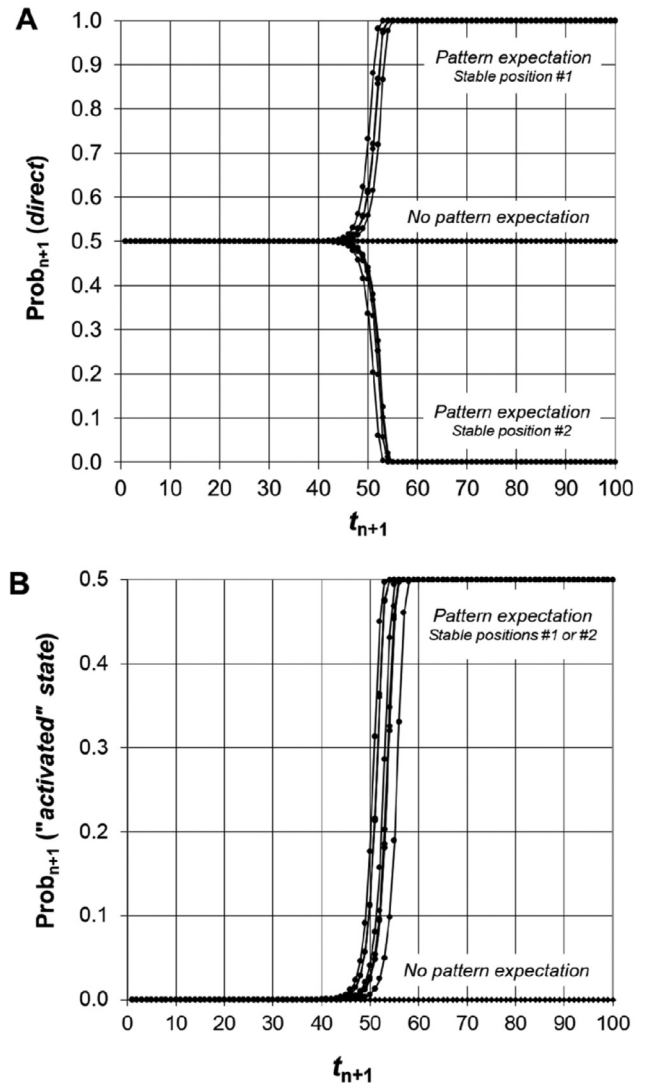 A
Prob_n+1 (direct)
1.0
0.9
0.8
0.7
0.6
0.5
0.4
0.3
0.2
0.1
0.0
Pattern expectation
Stable position #1
No pattern expectation
Pattern expectation
Stable position #2
0 10 20 30 40 50 60 70 80 90 100
t_n+1
B
Prob_n+1 ("activated" state)
0.5
0.4
0.3
0.2
0.1
0.0
Pattern expectation
Stable positions #1 or #2
No pattern expectation
0 10 20 30 40 50 60 70 80 90 100
t_n+1